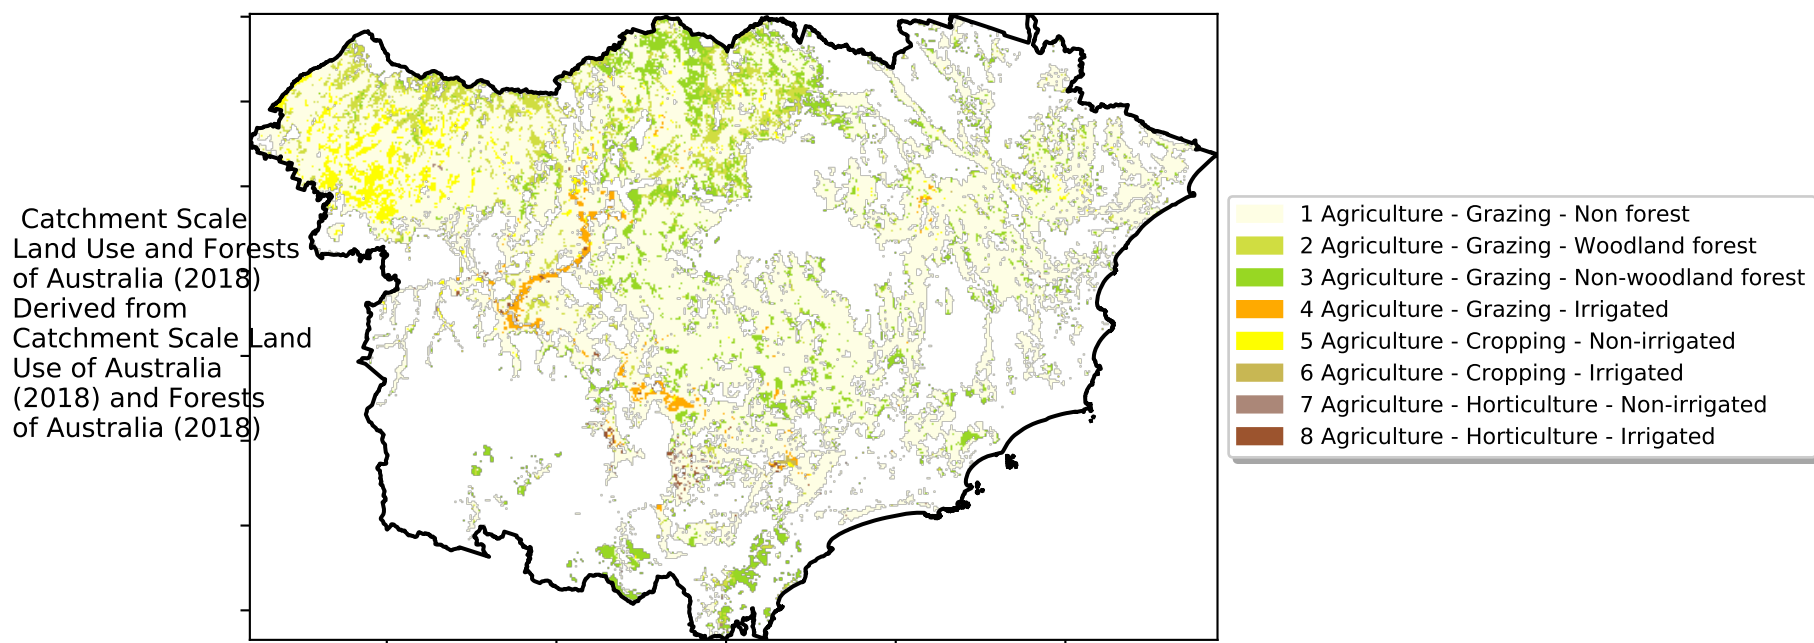 Catchment Scale
Land Use and Forests
of Australia (2018)
Derived from
Catchment Scale Land
Use of Australia
(2018) and Forests
of Australia (2018)
1 Agriculture - Grazing - Non forest
2 Agriculture - Grazing - Woodland forest
3 Agriculture - Grazing - Non-woodland forest
4 Agriculture - Grazing - Irrigated
5 Agriculture - Cropping - Non-irrigated
6 Agriculture - Cropping - Irrigated
7 Agriculture - Horticulture - Non-irrigated
8 Agriculture - Horticulture - Irrigated